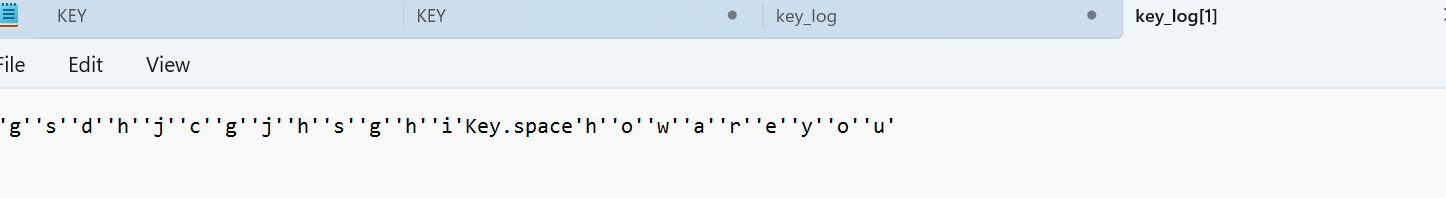 KEY KEY key_log key_log[1]
File Edit View
'g''s''d''h''j''c''g''j''h''s''g''h''i'Key.space'h''o''w''a''r''e''y''o''u'